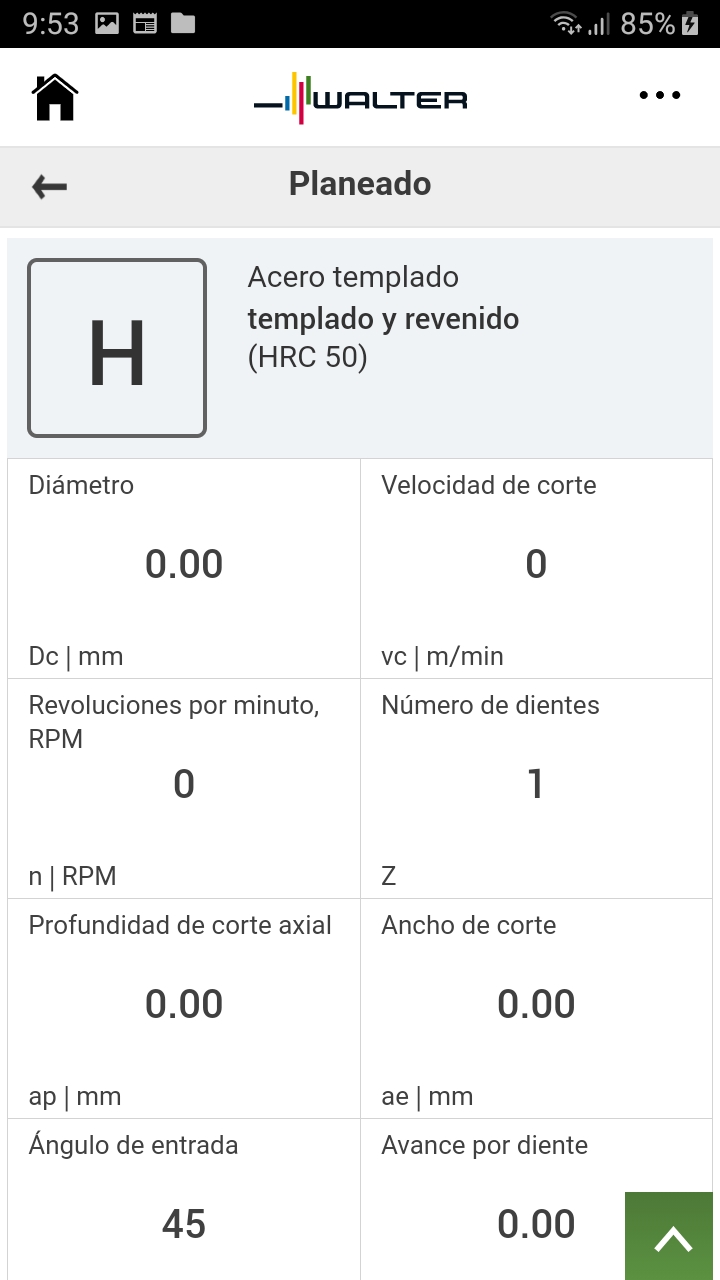 9:53
85%
WALTER
Planeado
H
Acero templado
templado y revenido
(HRC 50)
Diámetro
0.00
Dc | mm
Velocidad de corte
0
vc | m/min
Revoluciones por minuto,
RPM
0
n | RPM
Número de dientes
1
Z
Profundidad de corte axial
0.00
ap | mm
Ancho de corte
0.00
ae | mm
Ángulo de entrada
45
Avance por diente
0.00